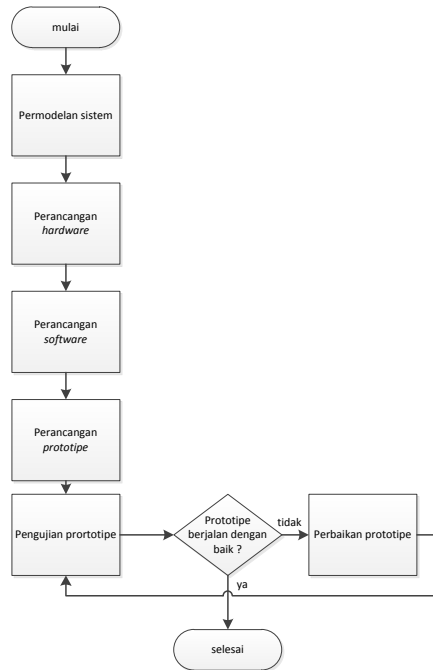 mulai
Permodelan sistem
Perancangan
hardware
Perancangan
software
Perancangan
prototipe
Pengujian prortotipe
Prototipe
berjalan dengan
baik ?
tidak
Perbaikan prototipe
ya
selesai